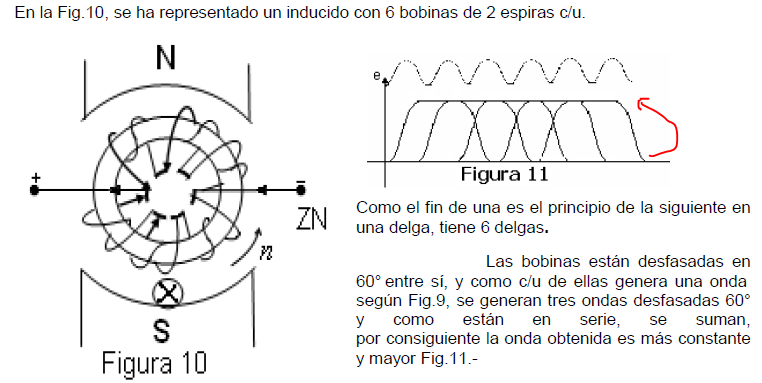 En la Fig.10, se ha representado un inducido con 6 bobinas de 2 espiras c/u.
N
+
-
ZN
n
S
Figura 10
e
Figura 11
Como el fin de una es el principio de la siguiente en
una delga, tiene 6 delgas.
Las bobinas están desfasadas en
60° entre sí, y como c/u de ellas genera una onda
según Fig.9, se generan tres ondas desfasadas 60°
y como están en serie, se suman,
por consiguiente la onda obtenida es más constante
y mayor Fig.11.-